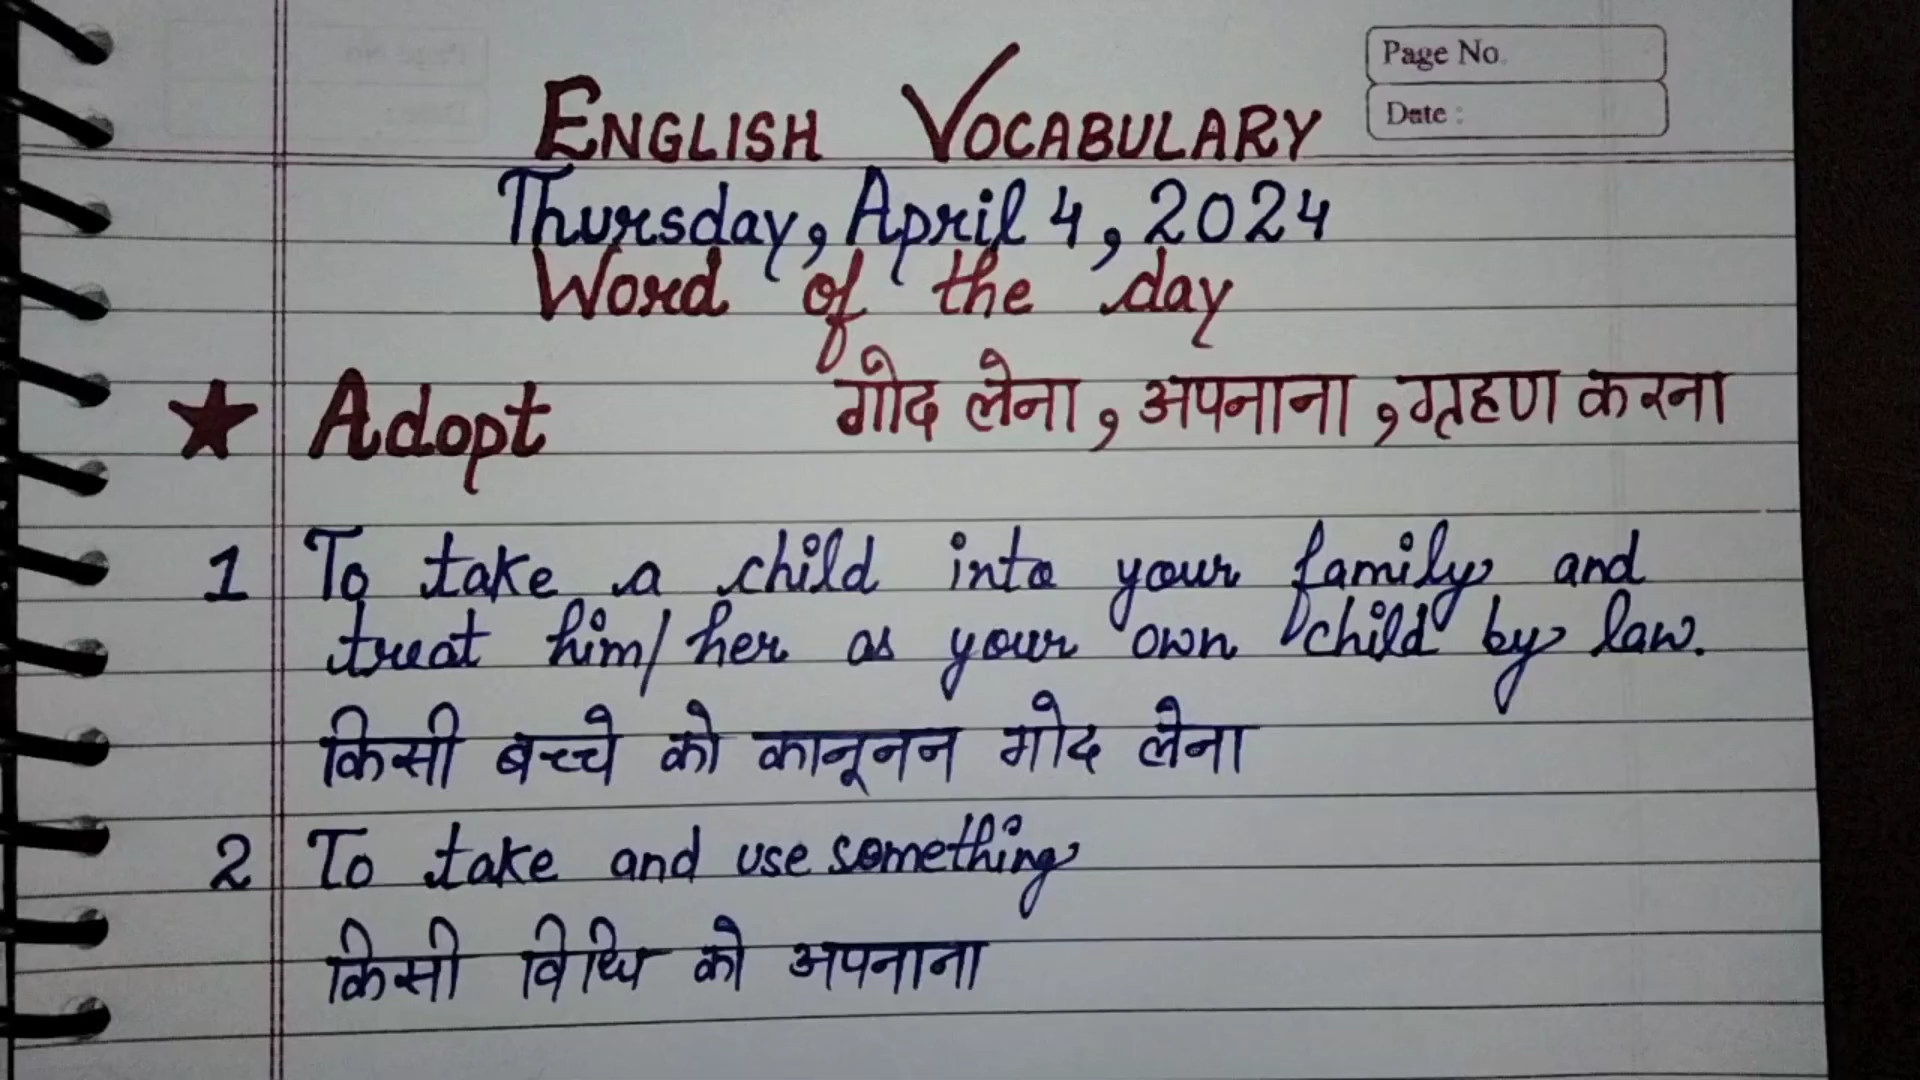 Page No.
Date :
ENGLISH VOCABULARY
Thursday, April 4, 2024
Word of the day
★ Adopt गोद लेना, अपनाना, ग्रहण करना
1 To take a child into your family and
treat him/her as your own child by law.
किसी बच्चे को कानूनन गोद लेना
2 To take and use something
किसी विधि को अपनाना